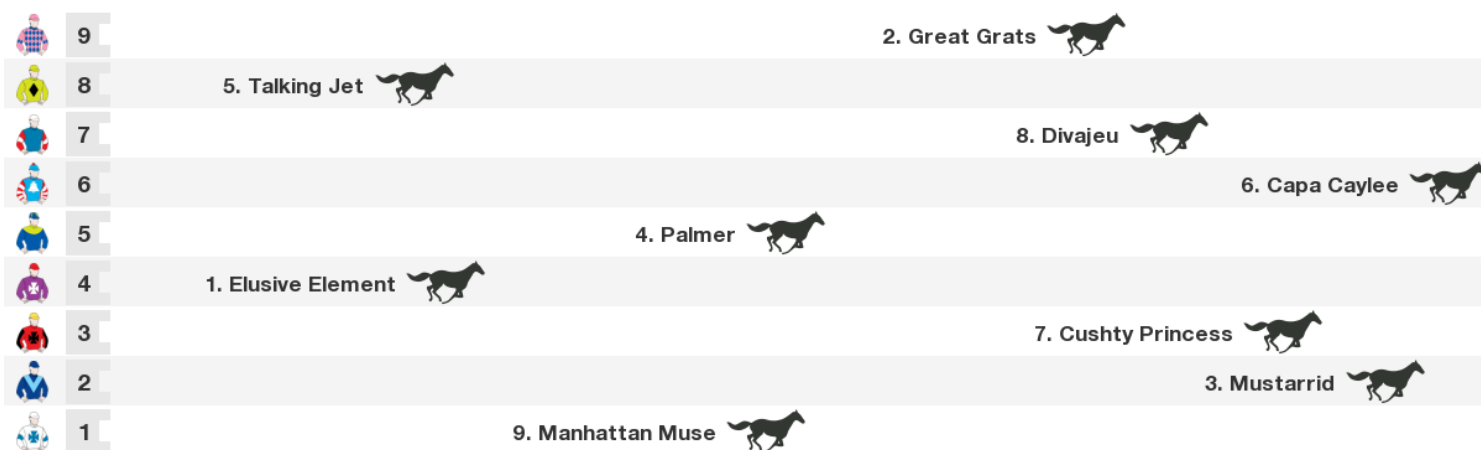 9 2. Great Grats
8 5. Talking Jet
7 8. Divajeu
6 6. Capa Caylee
5 4. Palmer
4 1. Elusive Element
3 7. Cushty Princess
2 3. Mustarrid
1 9. Manhattan Muse